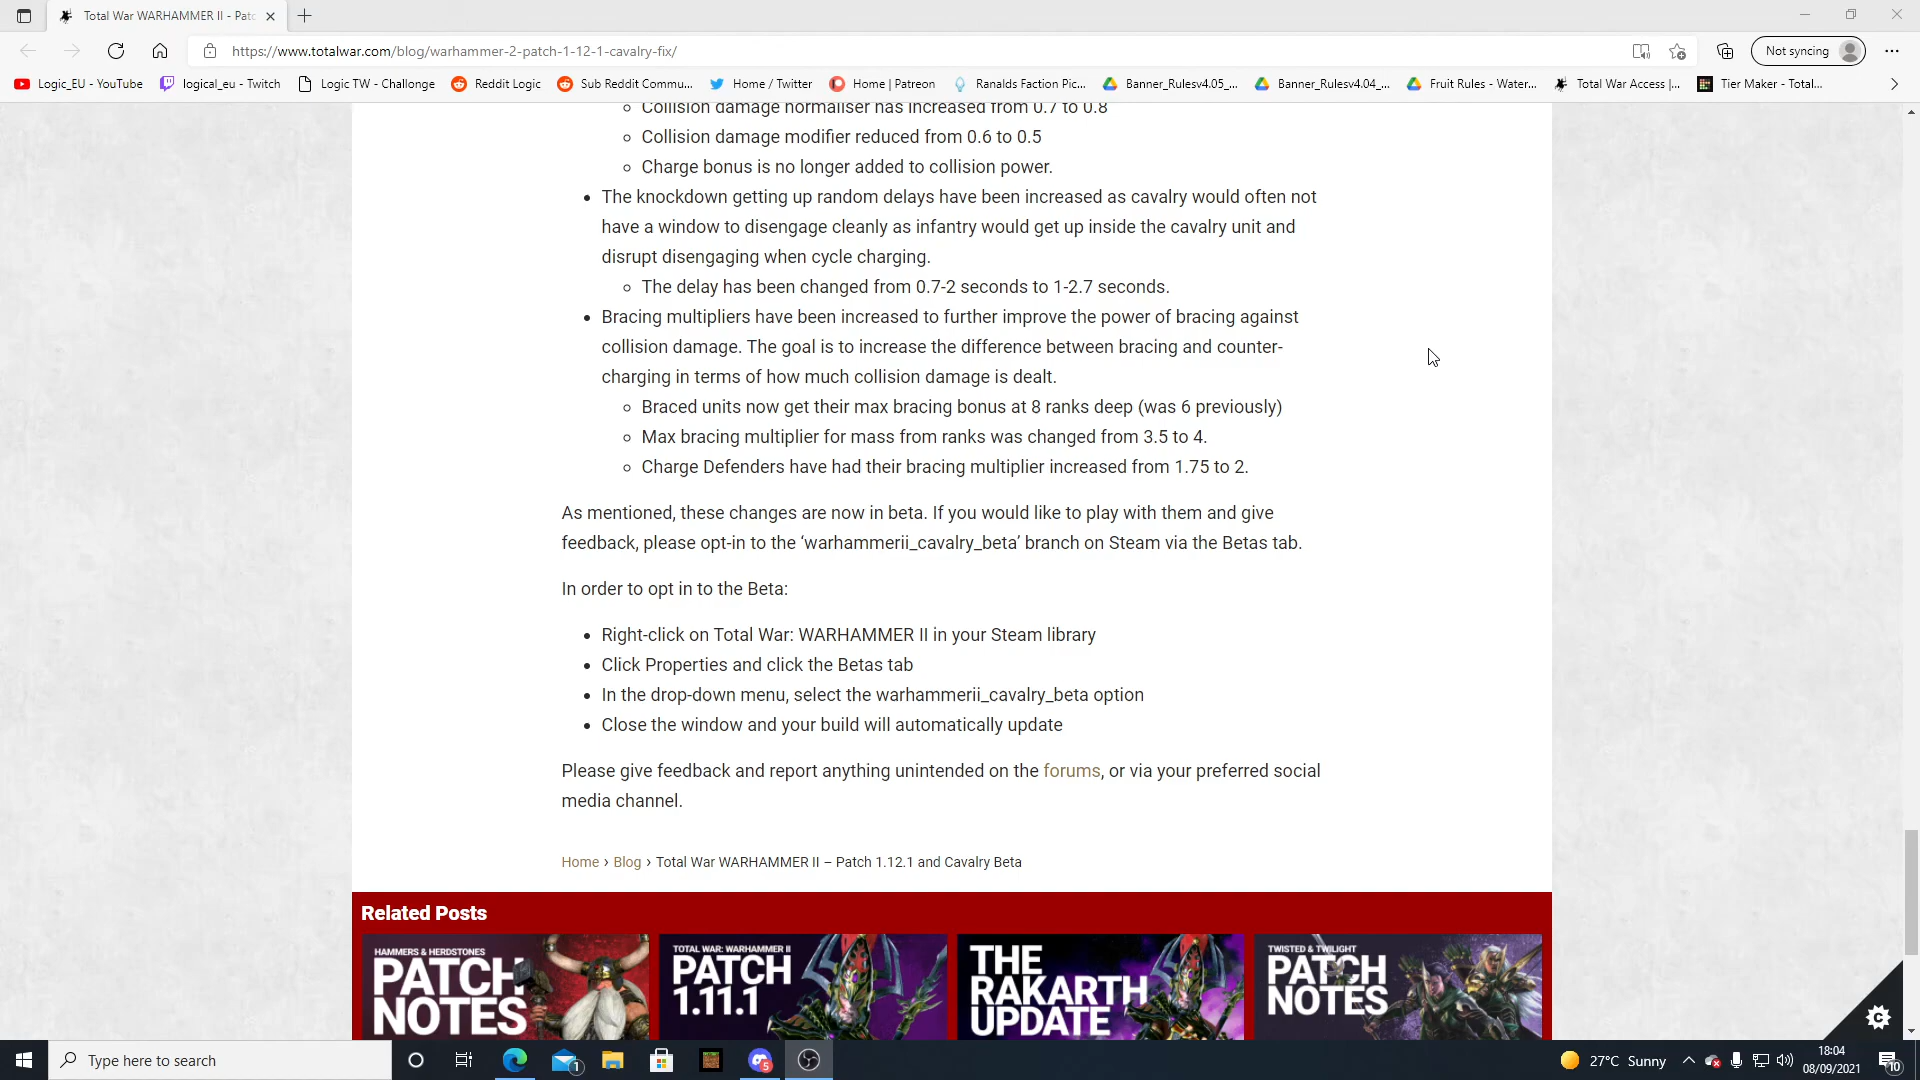 Total War WARHAMMER II - Patc
https://www.totalwar.com/blog/warhammer-2-patch-1-12-1-cavalry-fix/
Not syncing
Logic_EU - YouTube
logical_eu - Twitch
Logic TW - Challonge
Reddit Logic
Sub Reddit Commu...
Home / Twitter
Home | Patreon
Ranalds Faction Pic...
Banner_Rulesv4.05_...
Banner_Rulesv4.04_...
Fruit Rules - Water...
Total War Access |...
Tier Maker - Total...
Collision damage normaliser has increased from 0.7 to 0.8
Collision damage modifier reduced from 0.6 to 0.5
Charge bonus is no longer added to collision power.
The knockdown getting up random delays have been increased as cavalry would often not
have a window to disengage cleanly as infantry would get up inside the cavalry unit and
disrupt disengaging when cycle charging.
The delay has been changed from 0.7-2 seconds to 1-2.7 seconds.
Bracing multipliers have been increased to further improve the power of bracing against
collision damage. The goal is to increase the difference between bracing and counter-
charging in terms of how much collision damage is dealt.
Braced units now get their max bracing bonus at 8 ranks deep (was 6 previously)
Max bracing multiplier for mass from ranks was changed from 3.5 to 4.
Charge Defenders have had their bracing multiplier increased from 1.75 to 2.
As mentioned, these changes are now in beta. If you would like to play with them and give
feedback, please opt-in to the ‘warhammerii_cavalry_beta’ branch on Steam via the Betas tab.
In order to opt in to the Beta:
Right-click on Total War: WARHAMMER II in your Steam library
Click Properties and click the Betas tab
In the drop-down menu, select the warhammerii_cavalry_beta option
Close the window and your build will automatically update
Please give feedback and report anything unintended on the forums, or via your preferred social
media channel.
Home › Blog › Total War WARHAMMER II – Patch 1.12.1 and Cavalry Beta
Related Posts
HAMMERS & HERDSTONES
PATCH
NOTES
TOTAL WAR: WARHAMMER II
PATCH
1.11.1
THE
RAKARTH
UPDATE
TWISTED & TWILIGHT
PATCH
NOTES
Type here to search
1
5
27°C Sunny
18:04
08/09/2021
10